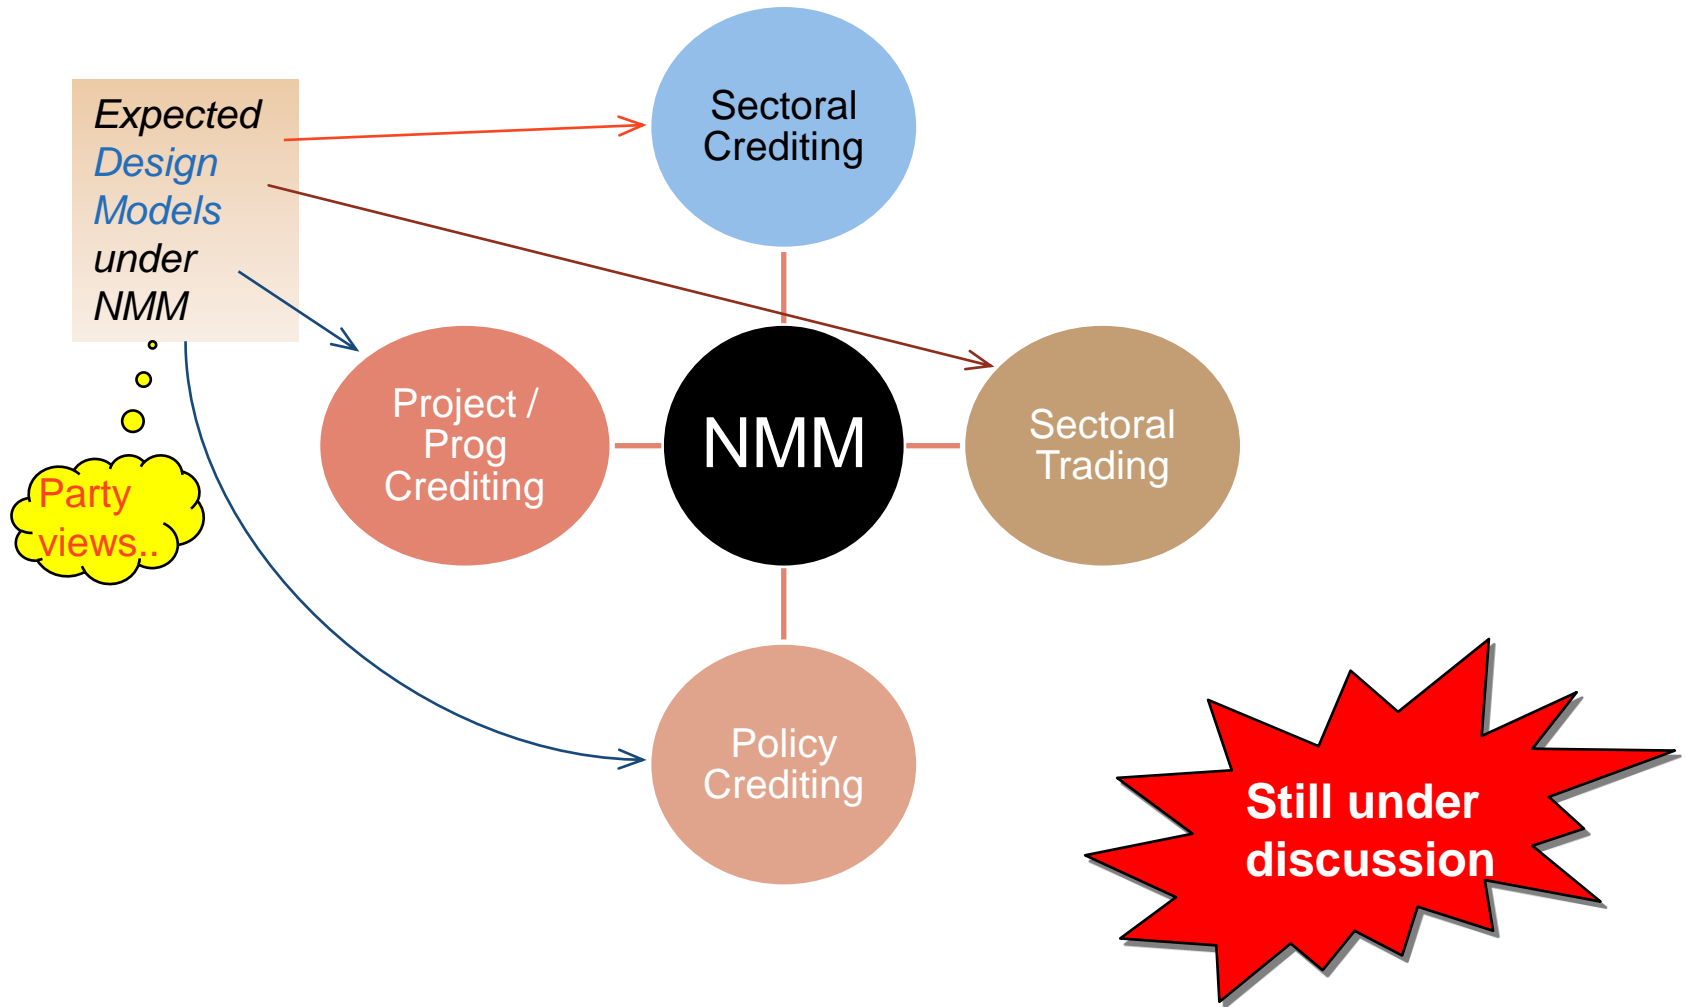 Expected
Design
Models
under
NMM
Sectoral
Crediting
Project /
Prog
Crediting
NMM
Sectoral
Trading
Party
views..
Policy
Crediting
Still under
discussion